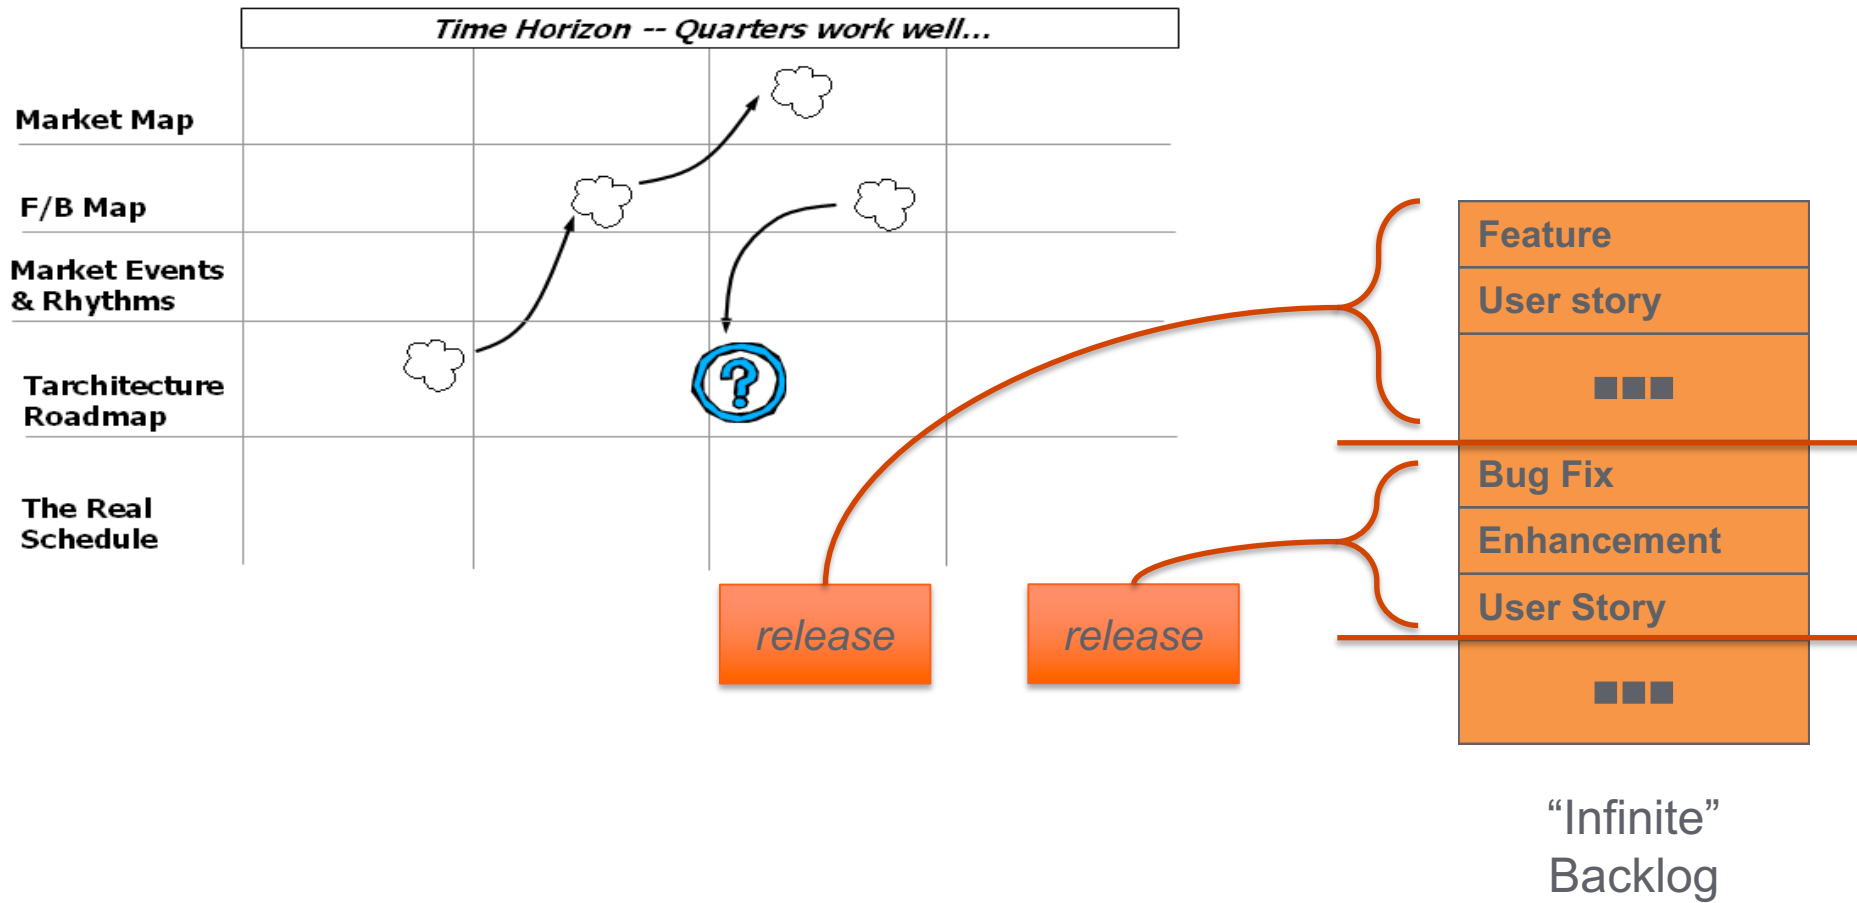 Time Horizon -- Quarters work well...
Market Map
F/B Map
Market Events
& Rhythms
Tarchitecture
Roadmap
The Real
Schedule
?
release
release
Feature
User story
■■■
Bug Fix
Enhancement
User Story
■■■
“Infinite”
Backlog